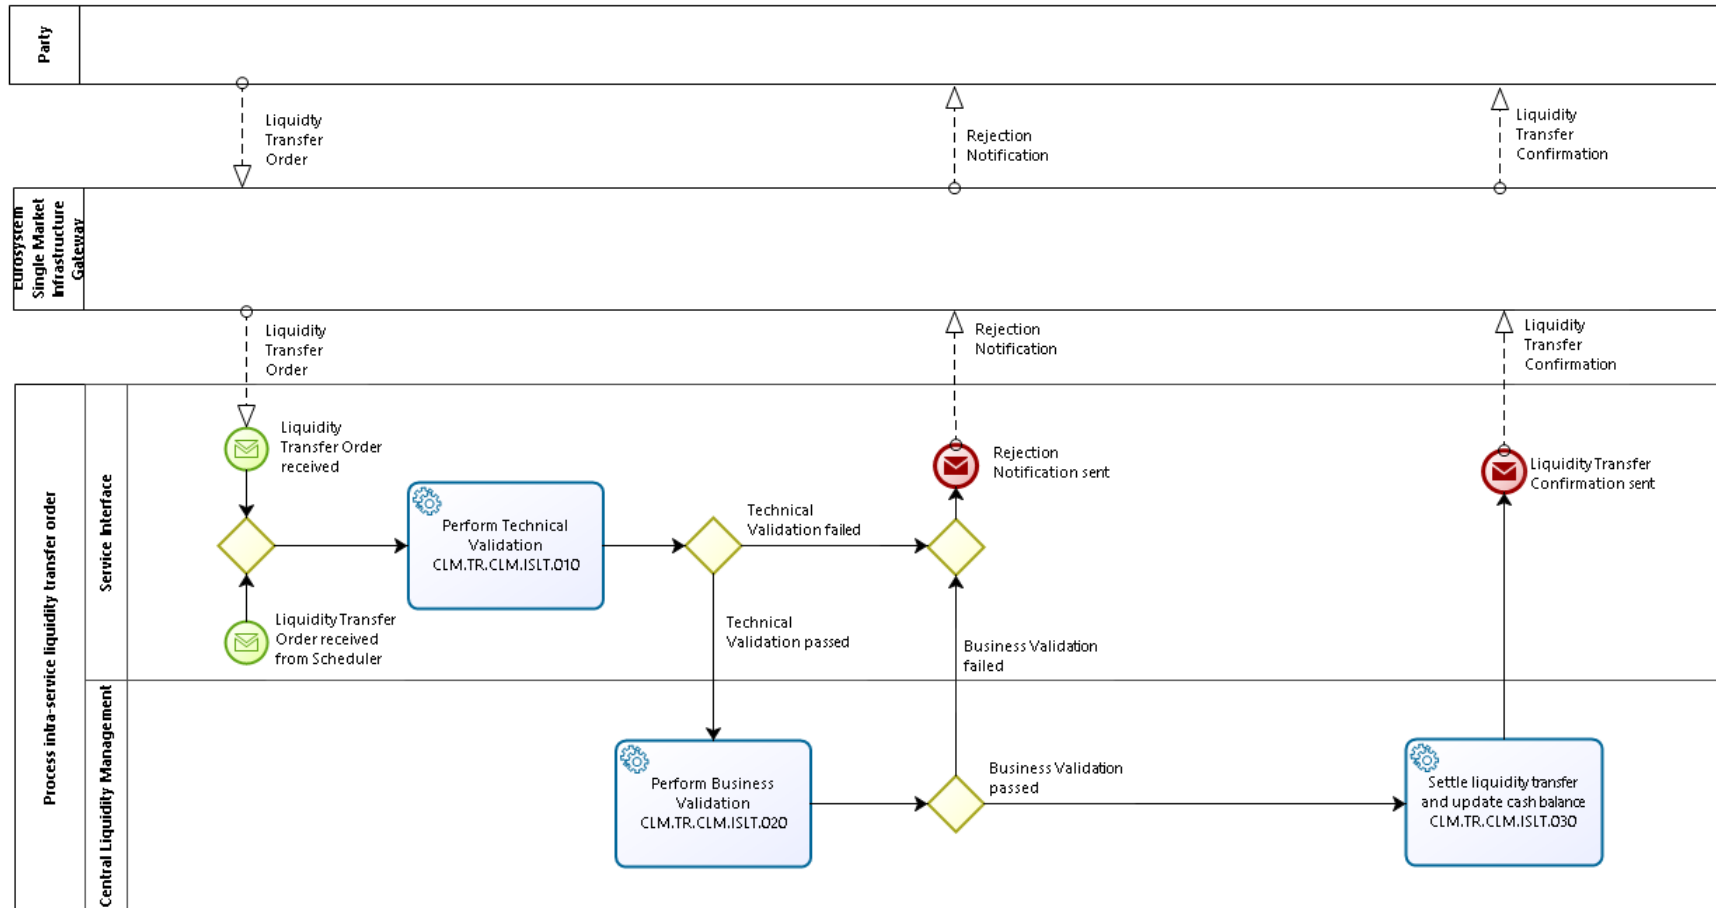 Party
Liquidty
Transfer
Order
Rejection
Notification
Liquidty
Transfer
Confirmation
Eurosystem
Single Market
Infrastructure
Gateway
Liquidity
Transfer
Order
Rejection
Notification
Liquidity
Transfer
Confirmation
Process intra-service liquidity transfer order
Service Interface
Liquidity
Transfer Order
received
Perform Technical
Validation
CLM.TR.CLM.ISLT.010
Technical
Validation failed
Rejection
Notification sent
Liquidity Transfer
Confirmation sent
Liquidity Transfer
Order received
from Scheduler
Technical
Validation passed
Business Validation
failed
Central Liquidity Management
Perform Business
Validation
CLM.TR.CLM.ISLT.020
Business Validation
passed
Settle liquidity transfer
and update cash balance
CLM.TR.CLM.ISLT.030